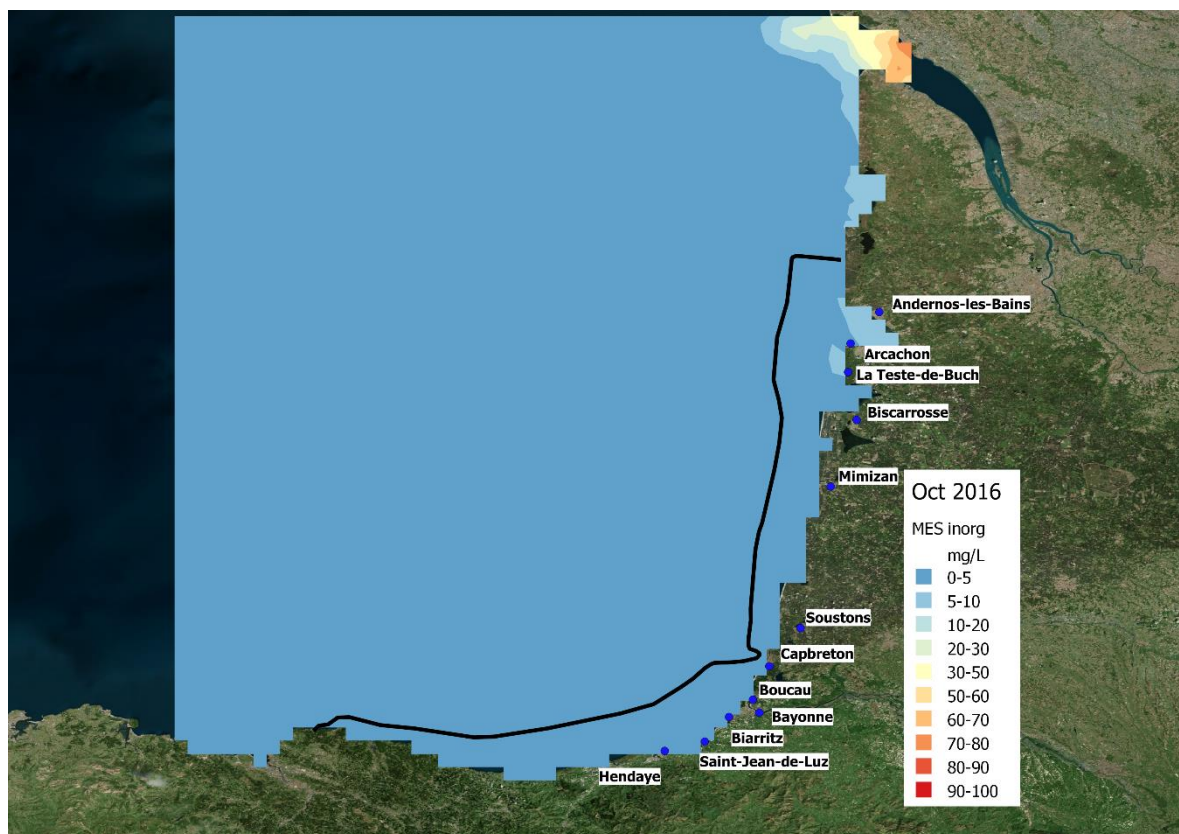 Andernos-les-Bains
Arcachon
La Teste-de-Buch
Biscarrosse
Mimizan
Oct 2016
MES inorg
mg/L
0-5
5-10
10-20
20-30
30-50
50-60
60-70
70-80
80-90
90-100
Soustons
Capbreton
Boucau
Bayonne
Biarritz
Saint-Jean-de-Luz
Hendaye